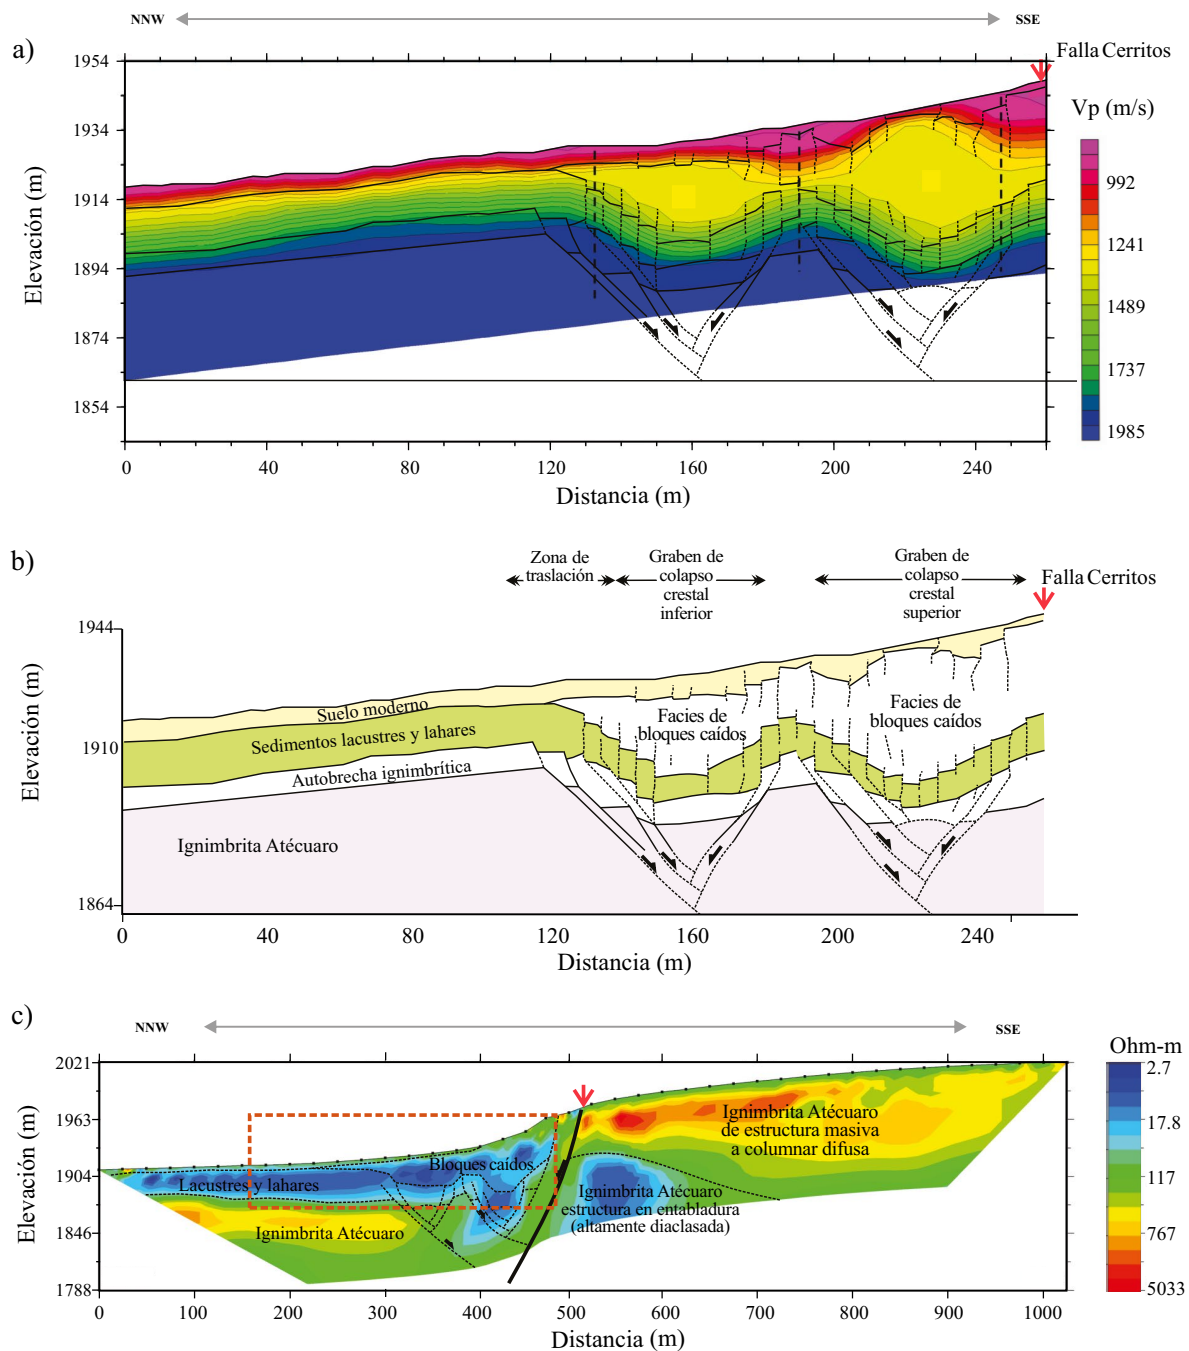 NNW
SSE
a)
Falla Cerritos
1954
1934
1914
1894
1874
1854
Elevación (m)
0
40
80
120
160
200
240
Distancia (m)
Vp (m/s)
992
1241
1489
1737
1985
b)
Zona de
traslación
Graben de
colapso
crestal
inferior
Graben de
colapso
crestal
superior
Falla Cerritos
1944
1910
1864
Elevación (m)
Suelo moderno
Sedimentos lacustres y lahares
Autobrecha ignimbrítica
Ignimbrita Atécuaro
Facies de
bloques caídos
Facies de
bloques caídos
0
40
80
120
160
200
240
Distancia (m)
c)
NNW
SSE
2021
1963
1904
1846
1788
Elevación (m)
Lacustres y lahares
Bloques caídos
Ignimbrita Atécuaro
Ignimbrita Atécuaro
de estructura masiva
a columnar difusa
Ignimbrita Atécuaro
estructura en entabladura
(altamente diaclasada)
0
100
200
300
400
500
600
700
800
900
1000
Distancia (m)
Ohm-m
2.7
17.8
117
767
5033